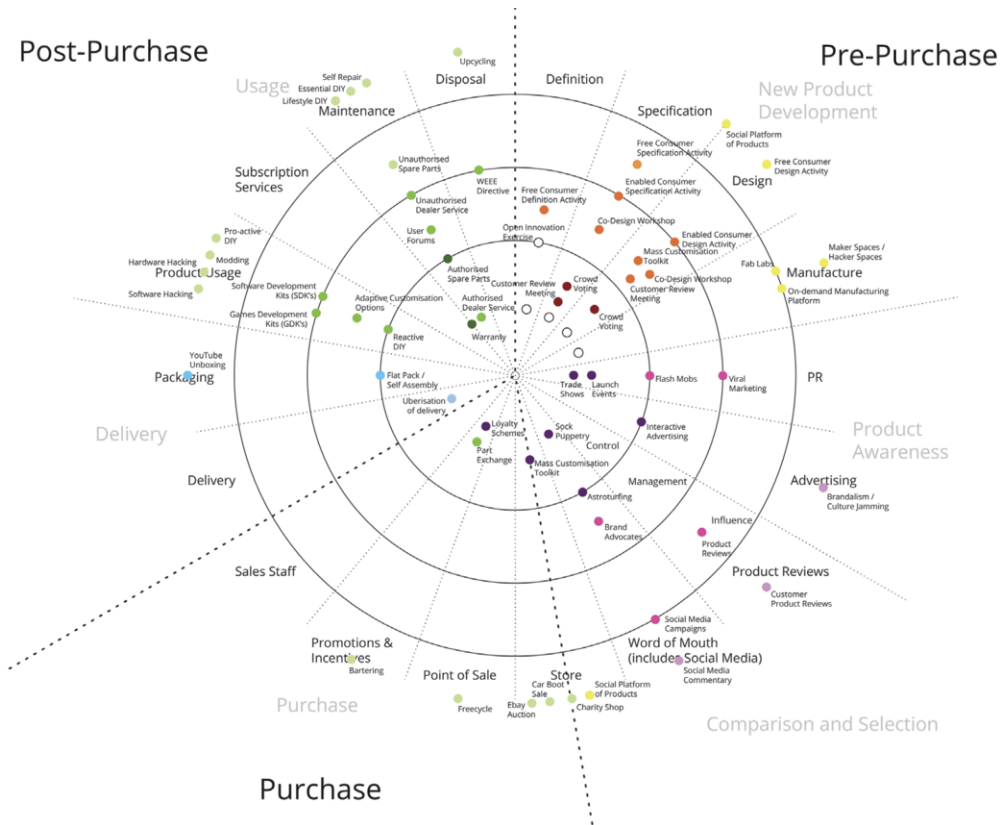 Post-Purchase
Pre-Purchase
Upcycling
Disposal
Definition
Usage
Self Repair
Essential DIY
Lifestyle DIY
Maintenance
New Product
Development
Specification
Social Platform
of Products
Free Consumer
Specification Activity
Free Consumer
Design Activity
Design
Subscription
Services
Unauthorised
Spare Parts
WEEE
Directive
Unauthorised
Dealer Service
Free Consumer
Definition Activity
Enabled Consumer
Specification Activity
Co-Design Workshop
User
Forums
Open Innovation
Exercise
Enabled Consumer
Design Activity
Mass Customisation
Toolkit
Co-Design Workshop
Customer Review
Meeting
Fab Labs
Maker Spaces /
Hacker Spaces
Manufacture
On-demand Manufacturing
Platform
Pro-active
DIY
Modding
Hardware Hacking
Product Usage
Software Hacking
Software Development
Kits (SDK's)
Games Development
Kits (GDK's)
Adaptive Customisation
Options
Authorised
Spare Parts
Authorised
Dealer Service
Warranty
Reactive
DIY
Customer Review
Meeting
Crowd
Voting
Crowd
Voting
YouTube
Unboxing
Packaging
Flat Pack /
Self Assembly
Uberisation
of delivery
Trade
Shows
Launch
Events
Flash Mobs
Viral
Marketing
PR
Delivery
Loyalty
Schemes
Part
Exchange
Sock
Puppetry
Control
Mass Customisation
Toolkit
Interactive
Advertising
Product
Awareness
Delivery
Management
Astroturfing
Advertising
Brandalism /
Culture Jamming
Brand
Advocates
Influence
Product
Reviews
Sales Staff
Product Reviews
Customer
Product Reviews
Social Media
Campaigns
Promotions &
Incentives
Bartering
Word of Mouth
(includes Social Media)
Social Media
Commentary
Point of Sale
Store
Car Boot
Sale
Social Platform
of Products
Freecycle
Ebay
Auction
Charity Shop
Purchase
Comparison and Selection
Purchase